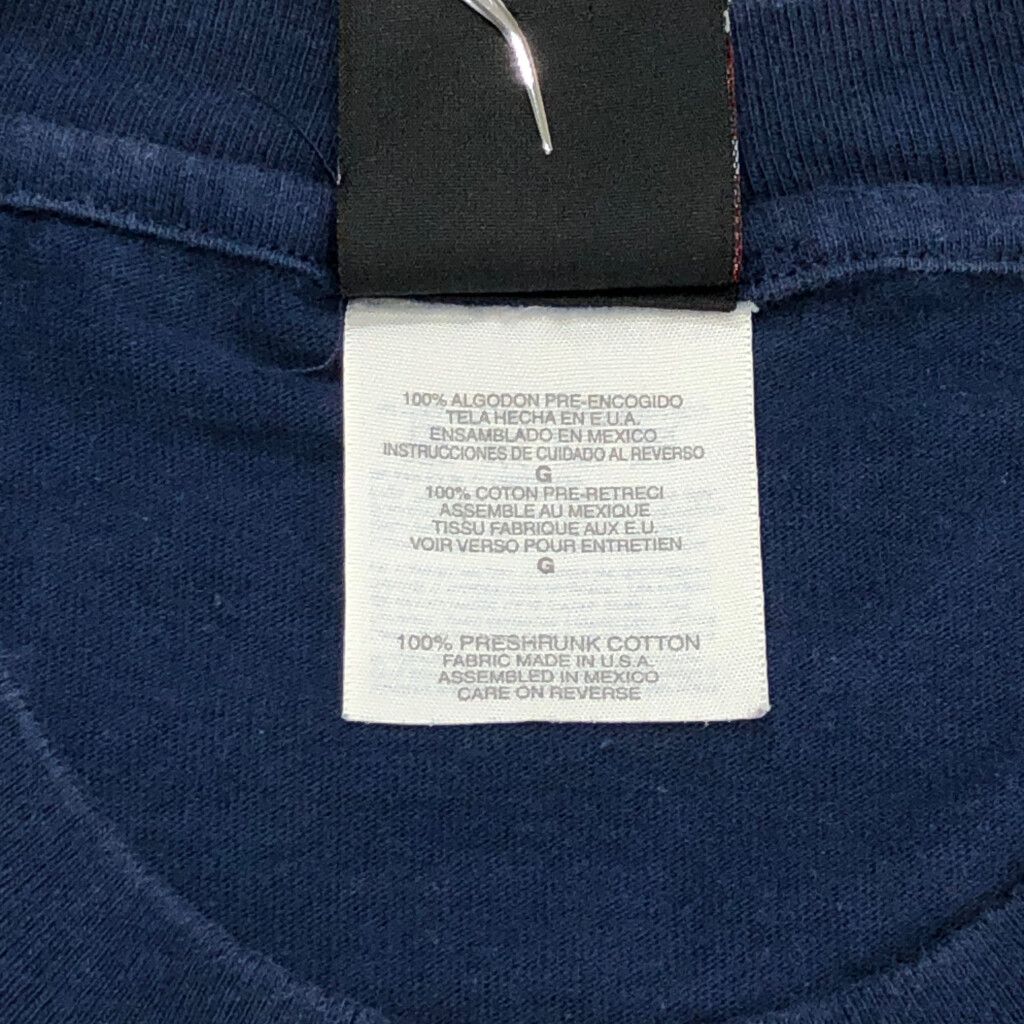 100% ALGODON PRE-ENCOGIDO
TELA HECHA EN E.U.A.
ENSAMBLADO EN MEXICO
INSTRUCCIONES DE CUIDADO AL REVERSO
G
100% COTON PRE-RETRECI
ASSEMBLE AU MEXIQUE
TISSU FABRIQUE AUX E.U.
VOIR VERSO POUR ENTRETIEN
G
100% PRESHRUNK COTTON
FABRIC MADE IN U.S.A.
ASSEMBLED IN MEXICO
CARE ON REVERSE